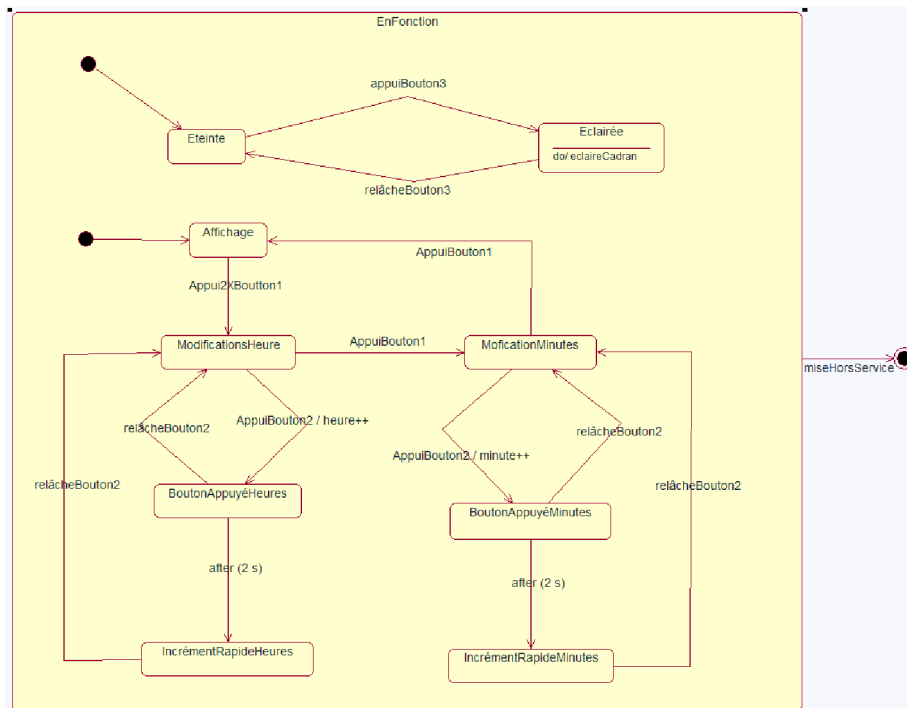 EnFonction
appuiBouton3
Eteinte
Eclairée
do/ eclaireCadran
relâcheBouton3
Affichage
AppuiBouton1
Appui2XBoutton1
ModificationsHeure
AppuiBouton1
MoficationMinutes
miseHorsService
AppuiBouton2 / heure++
relâcheBouton2
relâcheBouton2
AppuiBouton2 / minute++
relâcheBouton2
relâcheBouton2
BoutonAppuyéHeures
BoutonAppuyéMinutes
after (2 s)
after (2 s)
IncrémentRapideHeures
IncrémentRapideMinutes